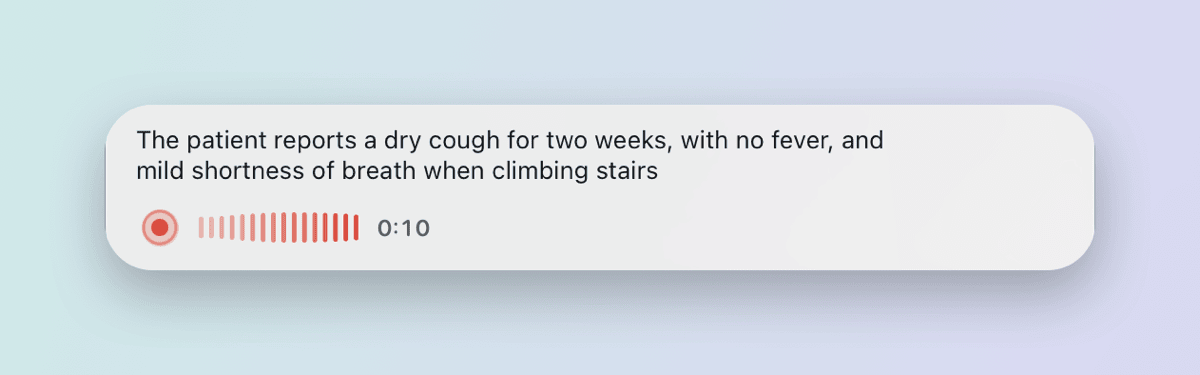 The patient reports a dry cough for two weeks, with no fever, and
mild shortness of breath when climbing stairs
0:10